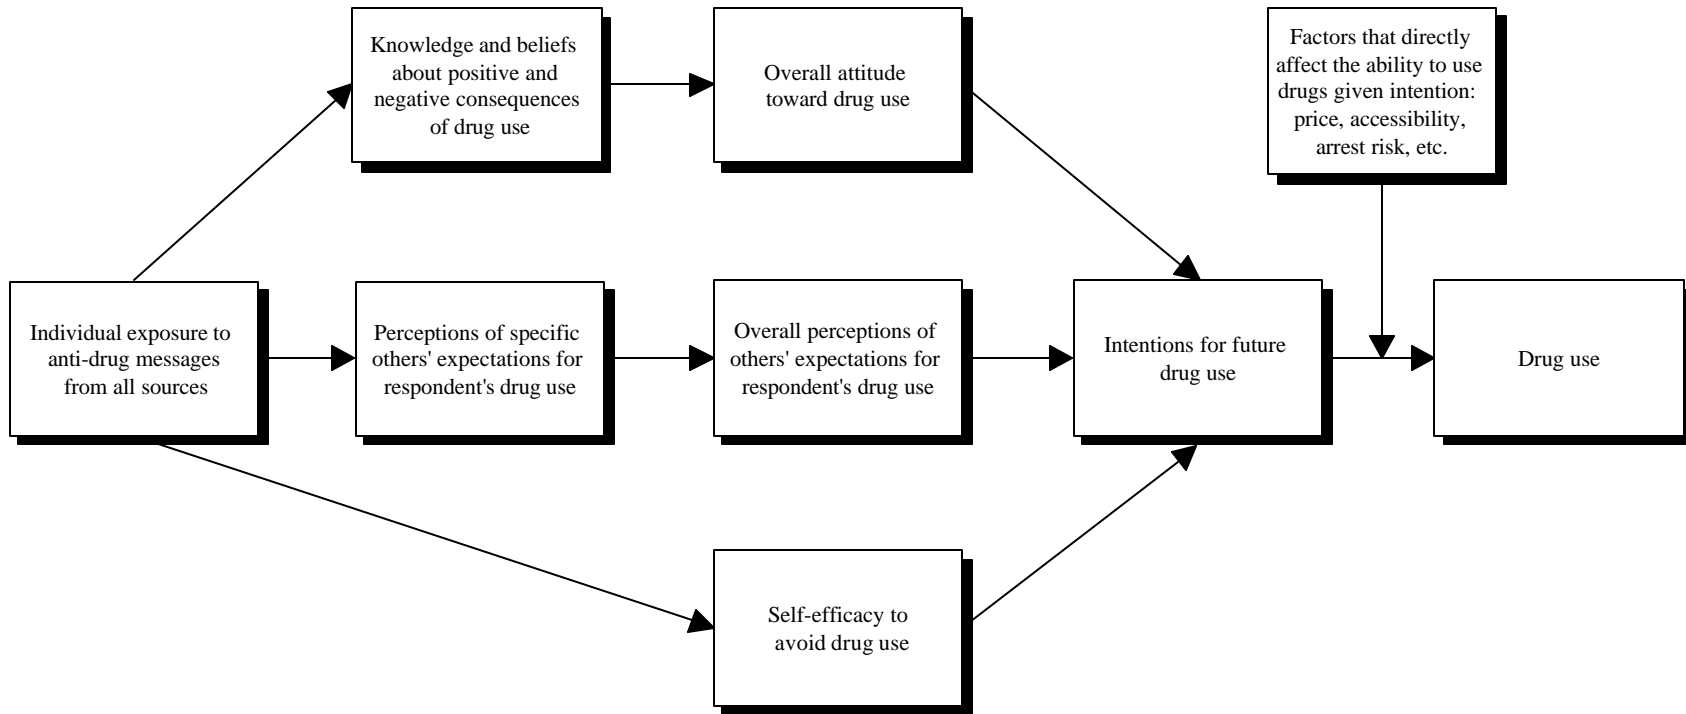 Knowledge and beliefs
about positive and
negative consequences
of drug use
Overall attitude
toward drug use
Factors that directly
affect the ability to use
drugs given intention:
price, accessibility,
arrest risk, etc.
Individual exposure to
anti-drug messages
from all sources
Perceptions of specific
others' expectations for
respondent's drug use
Overall perceptions of
others' expectations for
respondent's drug use
Intentions for future
drug use
Drug use
Self-efficacy to
avoid drug use